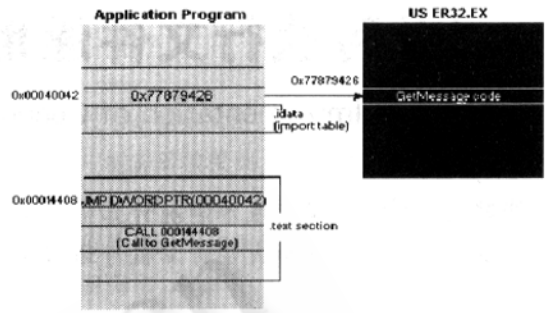 Application Program
US ER32.EX
0x77879426
0x00040042
0x77879426
GetMessage code
.idata
(import table)
0x00014408
JMP DWORDPTR(00040042)
.text section
CALL 000144408
(Call to GetMessage)